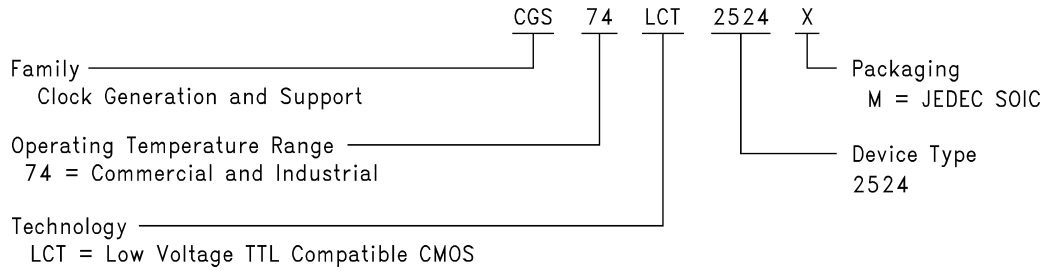 CGS 74 LCT 2524 X
Family
Clock Generation and Support
Operating Temperature Range
74 = Commercial and Industrial
Technology
LCT = Low Voltage TTL Compatible CMOS
Packaging
M = JEDEC SOIC
Device Type
2524